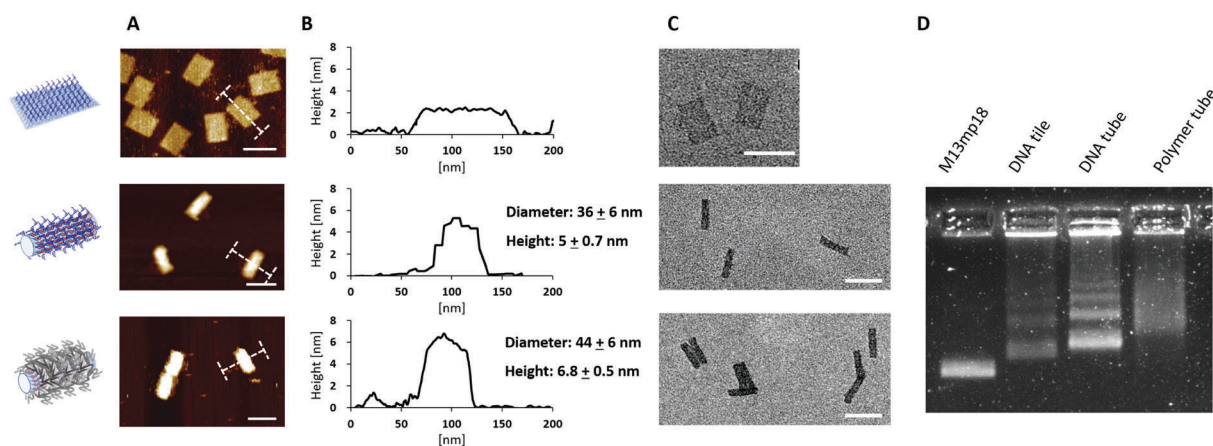 A
B
C
D
Height [nm]
8
6
4
2
0
0
50
100
150
200
[nm]
Height [nm]
8
6
4
2
0
0
50
100
150
200
[nm]
Diameter: 36 ± 6 nm
Height: 5 ± 0.7 nm
Height [nm]
8
6
4
2
0
0
50
100
150
200
[nm]
Diameter: 44 ± 6 nm
Height: 6.8 ± 0.5 nm
M13mp18
DNA tile
DNA tube
Polymer tube